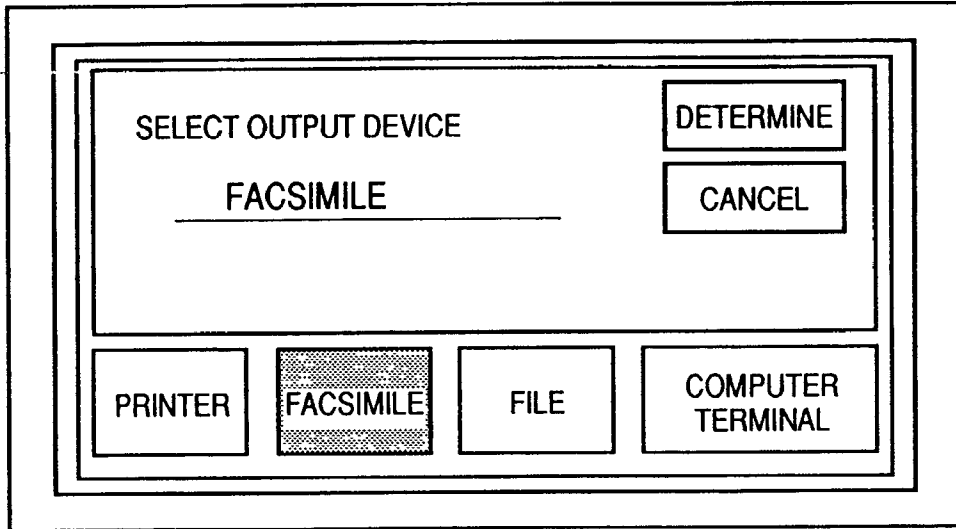 SELECT OUTPUT DEVICE
FACSIMILE
DETERMINE
CANCEL
PRINTER
FACSIMILE
FILE
COMPUTER
TERMINAL